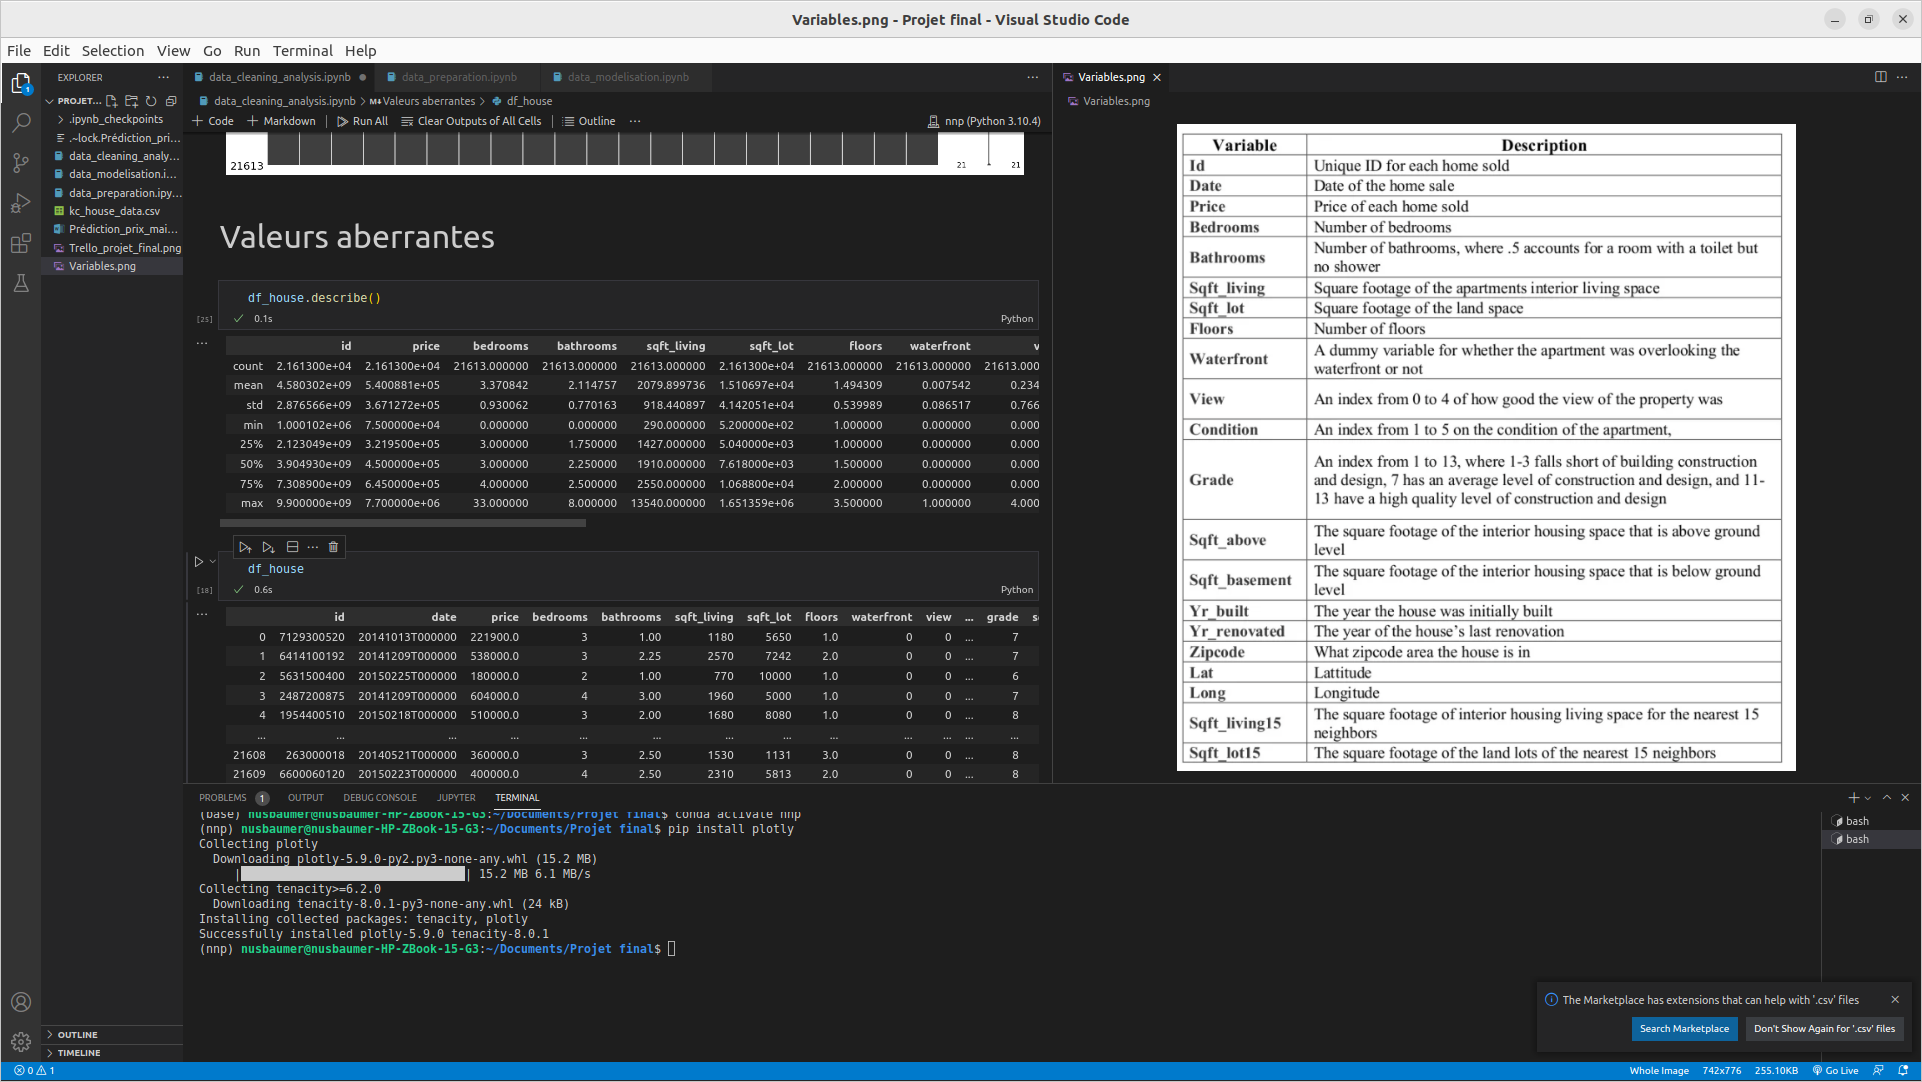 Variables.png - Projet final - Visual Studio Code
File Edit Selection View Go Run Terminal Help
EXPLORER
PROJET...
.ipynb_checkpoints
.~lock.Prédiction_pri...
data_cleaning_analy...
data_modelisation.i...
data_preparation.ipy...
kc_house_data.csv
Prédiction_prix_mai...
Trello_projet_final.png
Variables.png
OUTLINE
TIMELINE
data_cleaning_analysis.ipynb data_preparation.ipynb data_modelisation.ipynb
data_cleaning_analysis.ipynb > M Valeurs aberrantes > df_house
+ Code + Markdown Run All Clear Outputs of All Cells Outline ... nnp (Python 3.10.4)
21613 21 21
Valeurs aberrantes
df_house.describe()
[25] 0.1s Python
id price bedrooms bathrooms sqft_living sqft_lot floors waterfront v
count 2.161300e+04 2.161300e+04 21613.000000 21613.000000 21613.000000 2.161300e+04 21613.000000 21613.000000 21613.000
mean 4.580302e+09 5.400881e+05 3.370842 2.114757 2079.899736 1.510697e+04 1.494309 0.007542 0.234
std 2.876566e+09 3.671272e+05 0.930062 0.770163 918.440897 4.142051e+04 0.539989 0.086517 0.766
min 1.000102e+06 7.500000e+04 0.000000 0.000000 290.000000 5.200000e+02 1.000000 0.000000 0.000
25% 2.123049e+09 3.219500e+05 3.000000 1.750000 1427.000000 5.040000e+03 1.000000 0.000000 0.000
50% 3.904930e+09 4.500000e+05 3.000000 2.250000 1910.000000 7.618000e+03 1.500000 0.000000 0.000
75% 7.308900e+09 6.450000e+05 4.000000 2.500000 2550.000000 1.068800e+04 2.000000 0.000000 0.000
max 9.900000e+09 7.700000e+06 33.000000 8.000000 13540.000000 1.651359e+06 3.500000 1.000000 4.000
df_house
[18] 0.6s Python
id date price bedrooms bathrooms sqft_living sqft_lot floors waterfront view ... grade s
0 7129300520 20141013T000000 221900.0 3 1.00 1180 5650 1.0 0 0 ... 7
1 6414100192 20141209T000000 538000.0 3 2.25 2570 7242 2.0 0 0 ... 7
2 5631500400 20150225T000000 180000.0 2 1.00 770 10000 1.0 0 0 ... 6
3 2487200875 20141209T000000 604000.0 4 3.00 1960 5000 1.0 0 0 ... 7
4 1954400510 20150218T000000 510000.0 3 2.00 1680 8080 1.0 0 0 ... 8
... ... ... ... ... ... ... ... ... ... ... ... ...
21608 263000018 20140521T000000 360000.0 3 2.50 1530 1131 3.0 0 0 ... 8
21609 6600060120 20150223T000000 400000.0 4 2.50 2310 5813 2.0 0 0 ... 8
Variables.png
Variables.png
Variable Description
Id Unique ID for each home sold
Date Date of the home sale
Price Price of each home sold
Bedrooms Number of bedrooms
Bathrooms Number of bathrooms, where .5 accounts for a room with a toilet but
no shower
Sqft_living Square footage of the apartments interior living space
Sqft_lot Square footage of the land space
Floors Number of floors
Waterfront A dummy variable for whether the apartment was overlooking the
waterfront or not
View An index from 0 to 4 of how good the view of the property was
Condition An index from 1 to 5 on the condition of the apartment,
Grade An index from 1 to 13, where 1-3 falls short of building construction
and design, 7 has an average level of construction and design, and 11-
13 have a high quality level of construction and design
Sqft_above The square footage of the interior housing space that is above ground
level
Sqft_basement The square footage of the interior housing space that is below ground
level
Yr_built The year the house was initially built
Yr_renovated The year of the house's last renovation
Zipcode What zipcode area the house is in
Lat Lattitude
Long Longitude
Sqft_living15 The square footage of interior housing living space for the nearest 15
neighbors
Sqft_lot15 The square footage of the land lots of the nearest 15 neighbors
PROBLEMS 1 OUTPUT DEBUG CONSOLE JUPYTER TERMINAL
(base) nusbaumer@nusbaumer-HP-ZBook-15-G3:~/Documents/Projet final$ conda activate nnp
(nnp) nusbaumer@nusbaumer-HP-ZBook-15-G3:~/Documents/Projet final$ pip install plotly
Collecting plotly
Downloading plotly-5.9.0-py2.py3-none-any.whl (15.2 MB)
| | 15.2 MB 6.1 MB/s
Collecting tenacity>=6.2.0
Downloading tenacity-8.0.1-py3-none-any.whl (24 kB)
Installing collected packages: tenacity, plotly
Successfully installed plotly-5.9.0 tenacity-8.0.1
(nnp) nusbaumer@nusbaumer-HP-ZBook-15-G3:~/Documents/Projet final$
bash
bash
The Marketplace has extensions that can help with '.csv' files
Search Marketplace Don't Show Again for '.csv' files
0 1 Whole Image 742x776 255.10KB Go Live